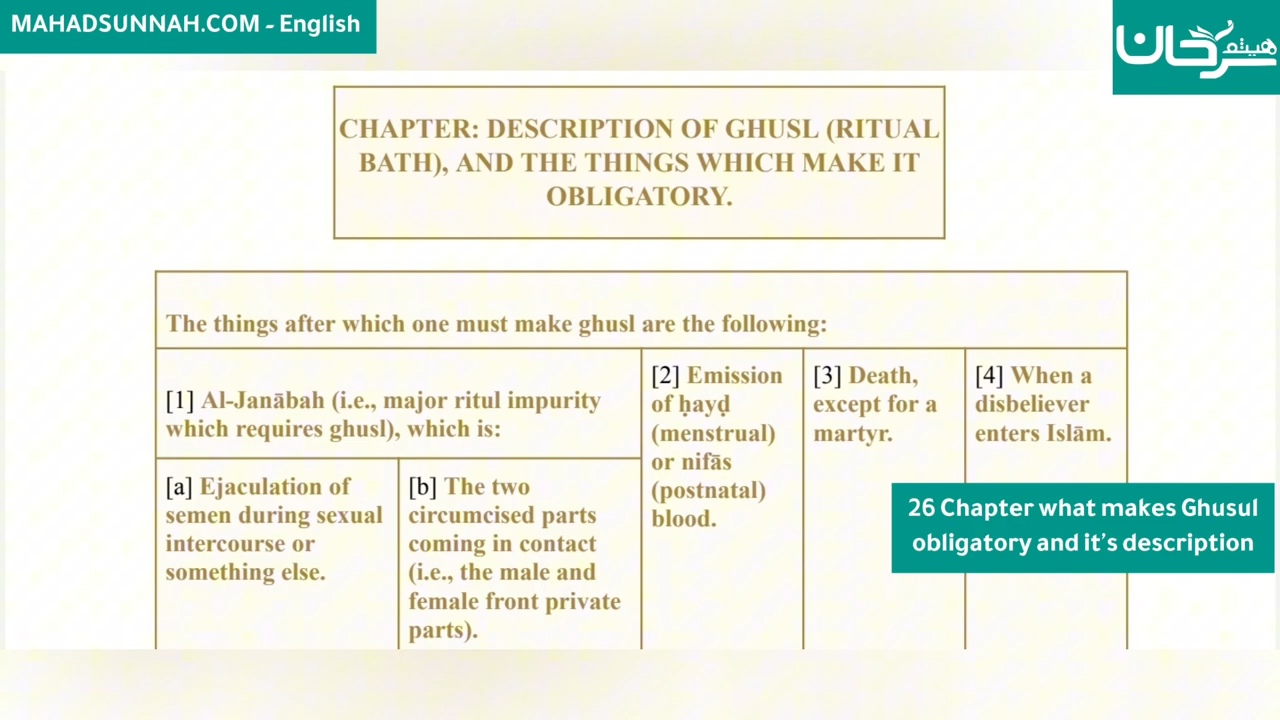 MAHADSUNNAH.COM - English
هيثم
سرحان
CHAPTER: DESCRIPTION OF GHUSL (RITUAL
BATH), AND THE THINGS WHICH MAKE IT
OBLIGATORY.
The things after which one must make ghusl are the following:
[1] Al-Janābah (i.e., major ritul impurity
which requires ghusl), which is:
[a] Ejaculation of
semen during sexual
intercourse or
something else.
[b] The two
circumcised parts
coming in contact
(i.e., the male and
female front private
parts).
[2] Emission
of ḥayḍ
(menstrual)
or nifās
(postnatal)
blood.
[3] Death,
except for a
martyr.
[4] When a
disbeliever
enters Islām.
26 Chapter what makes Ghusul
obligatory and it's description